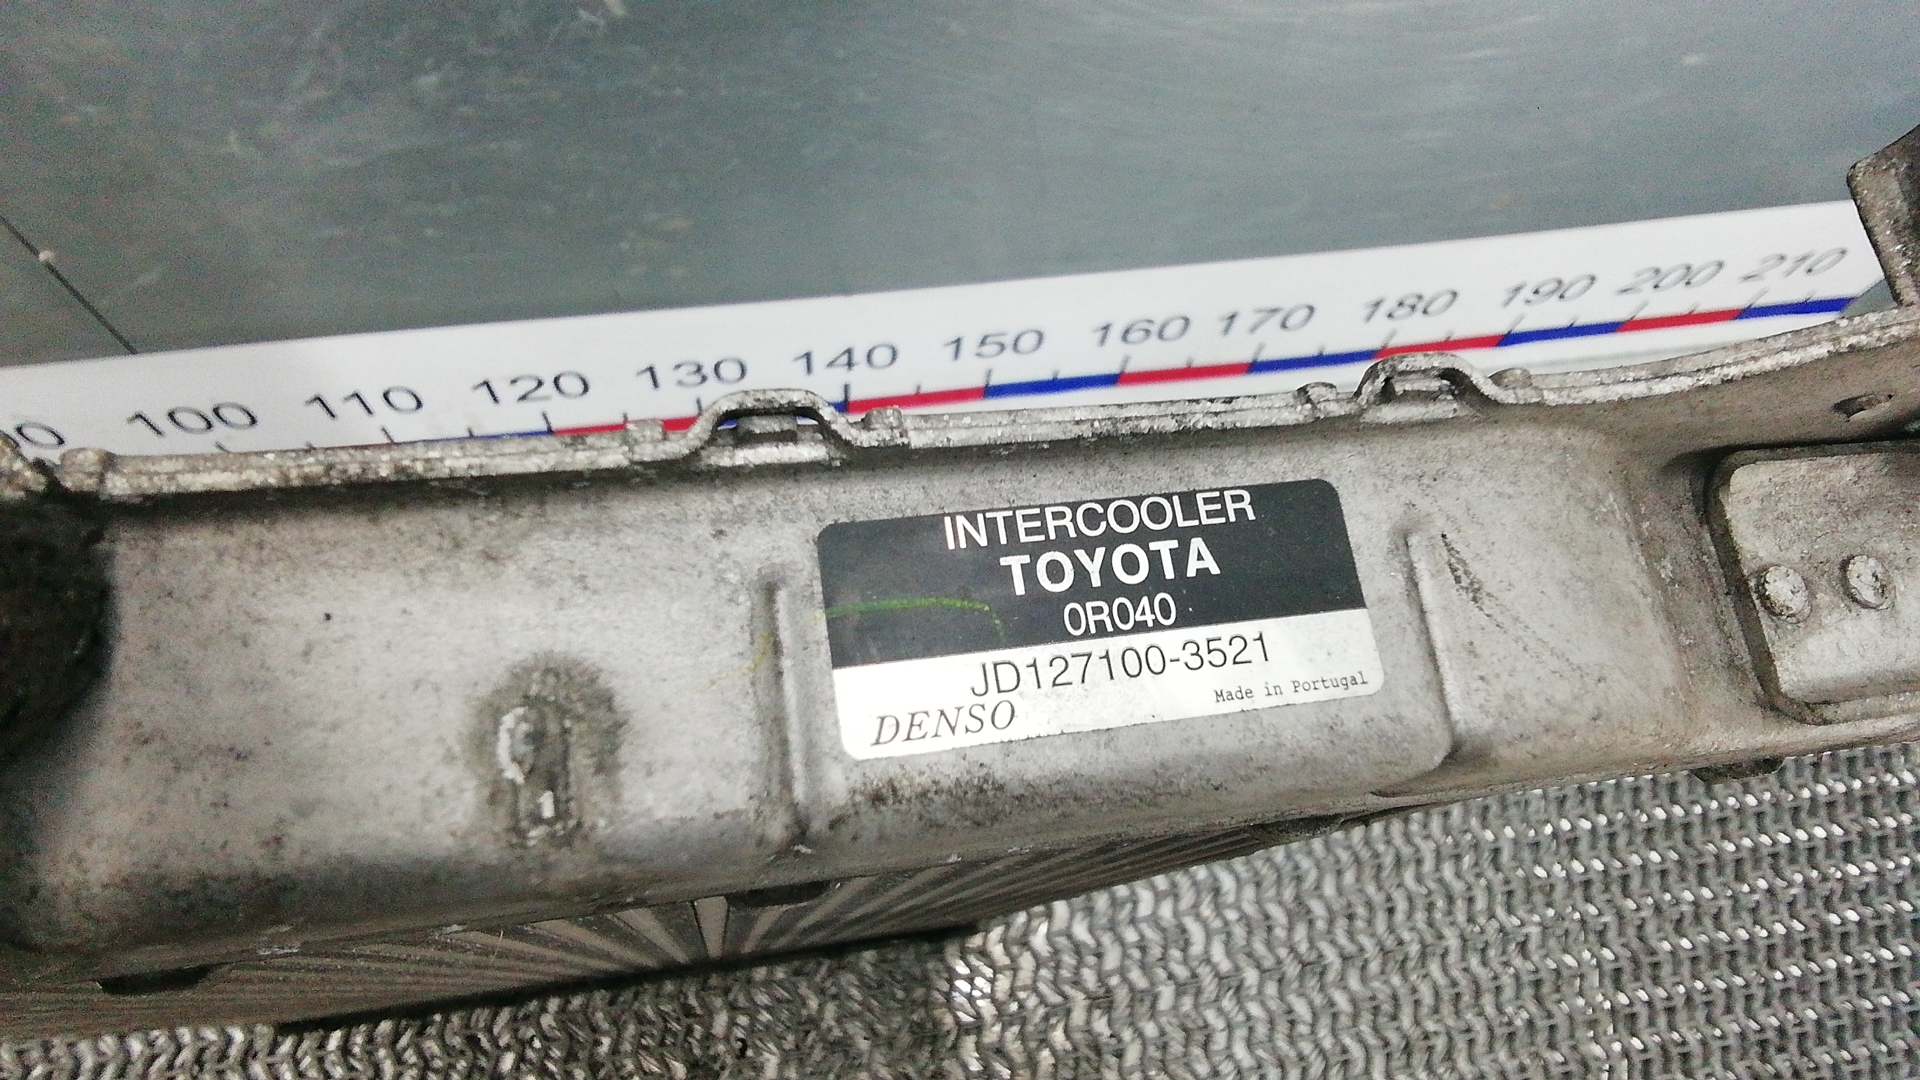 100 110 120 130 140 150 160 170 180 190 200 210
INTERCOOLER
TOYOTA
0R040
JD127100-3521
Made in Portugal
DENSO